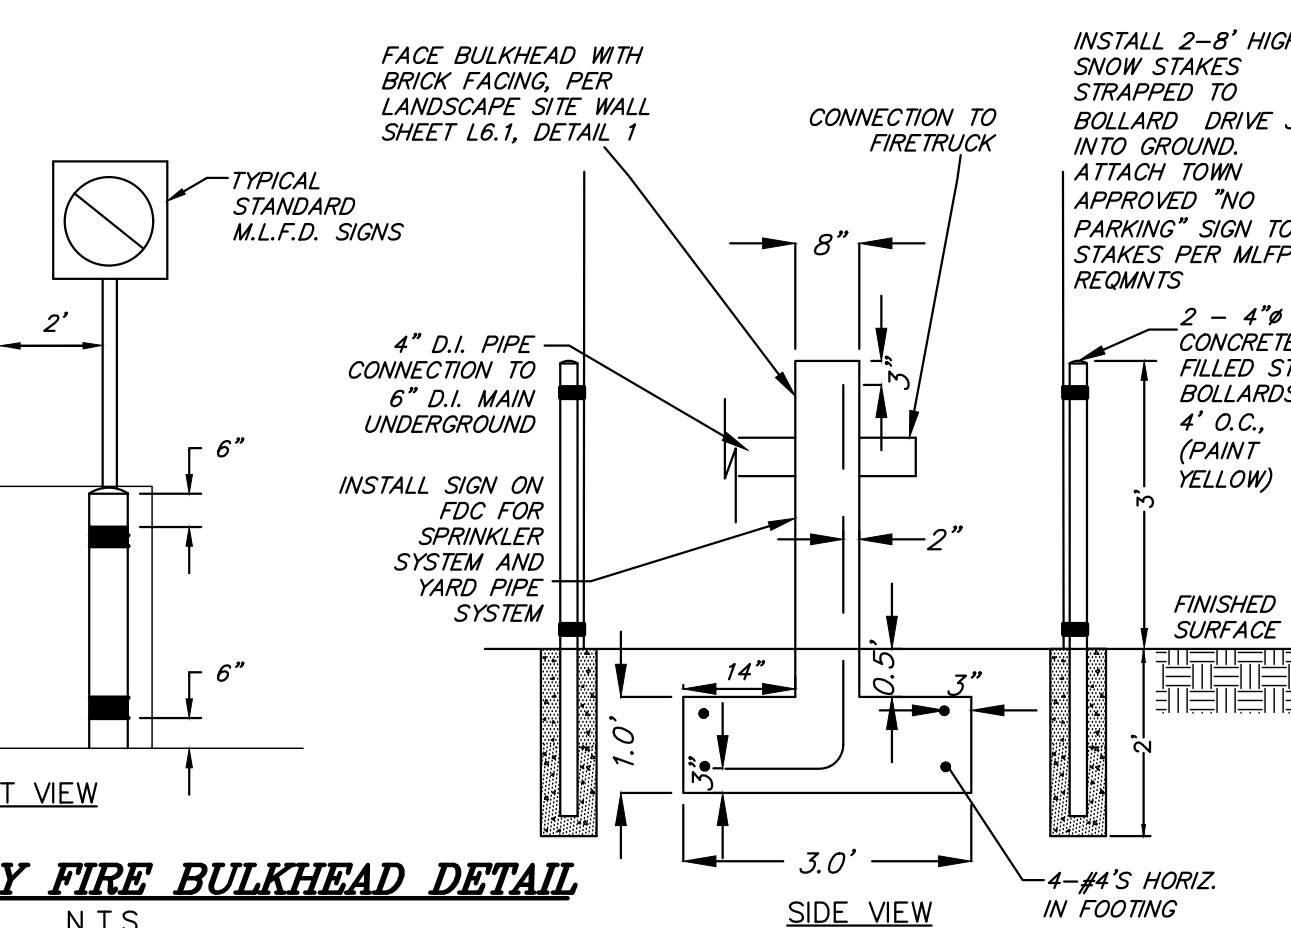 FACE BULKHEAD WITH
BRICK FACING, PER
LANDSCAPE SITE WALL
SHEET L6.1, DETAIL 1
CONNECTION TO
FIRETRUCK
INSTALL 2-8' HIGH
SNOW STAKES
STRAPPED TO
BOLLARD DRIVE
INTO GROUND.
ATTACH TOWN
APPROVED "NO
PARKING" SIGN TO
STAKES PER MLFP
REQMNTS
TYPICAL
STANDARD
M.L.F.D. SIGNS
2'
8"
3"
4" D.I. PIPE
CONNECTION TO
6" D.I. MAIN
UNDERGROUND
2 - 4"ø
CONCRETE
FILLED
BOLLARDS
4' O.C.,
(PAINT
YELLOW)
6"
INSTALL SIGN ON
FDC FOR
SPRINKLER
SYSTEM AND
YARD PIPE
SYSTEM
2"
3'
FINISHED
SURFACE
6"
14"
0.5'
3"
1.0'
3"
2'
T VIEW
3.0'
Y FIRE BULKHEAD DETAIL
N.T.S.
SIDE VIEW
4-#4'S HORIZ.
IN FOOTING